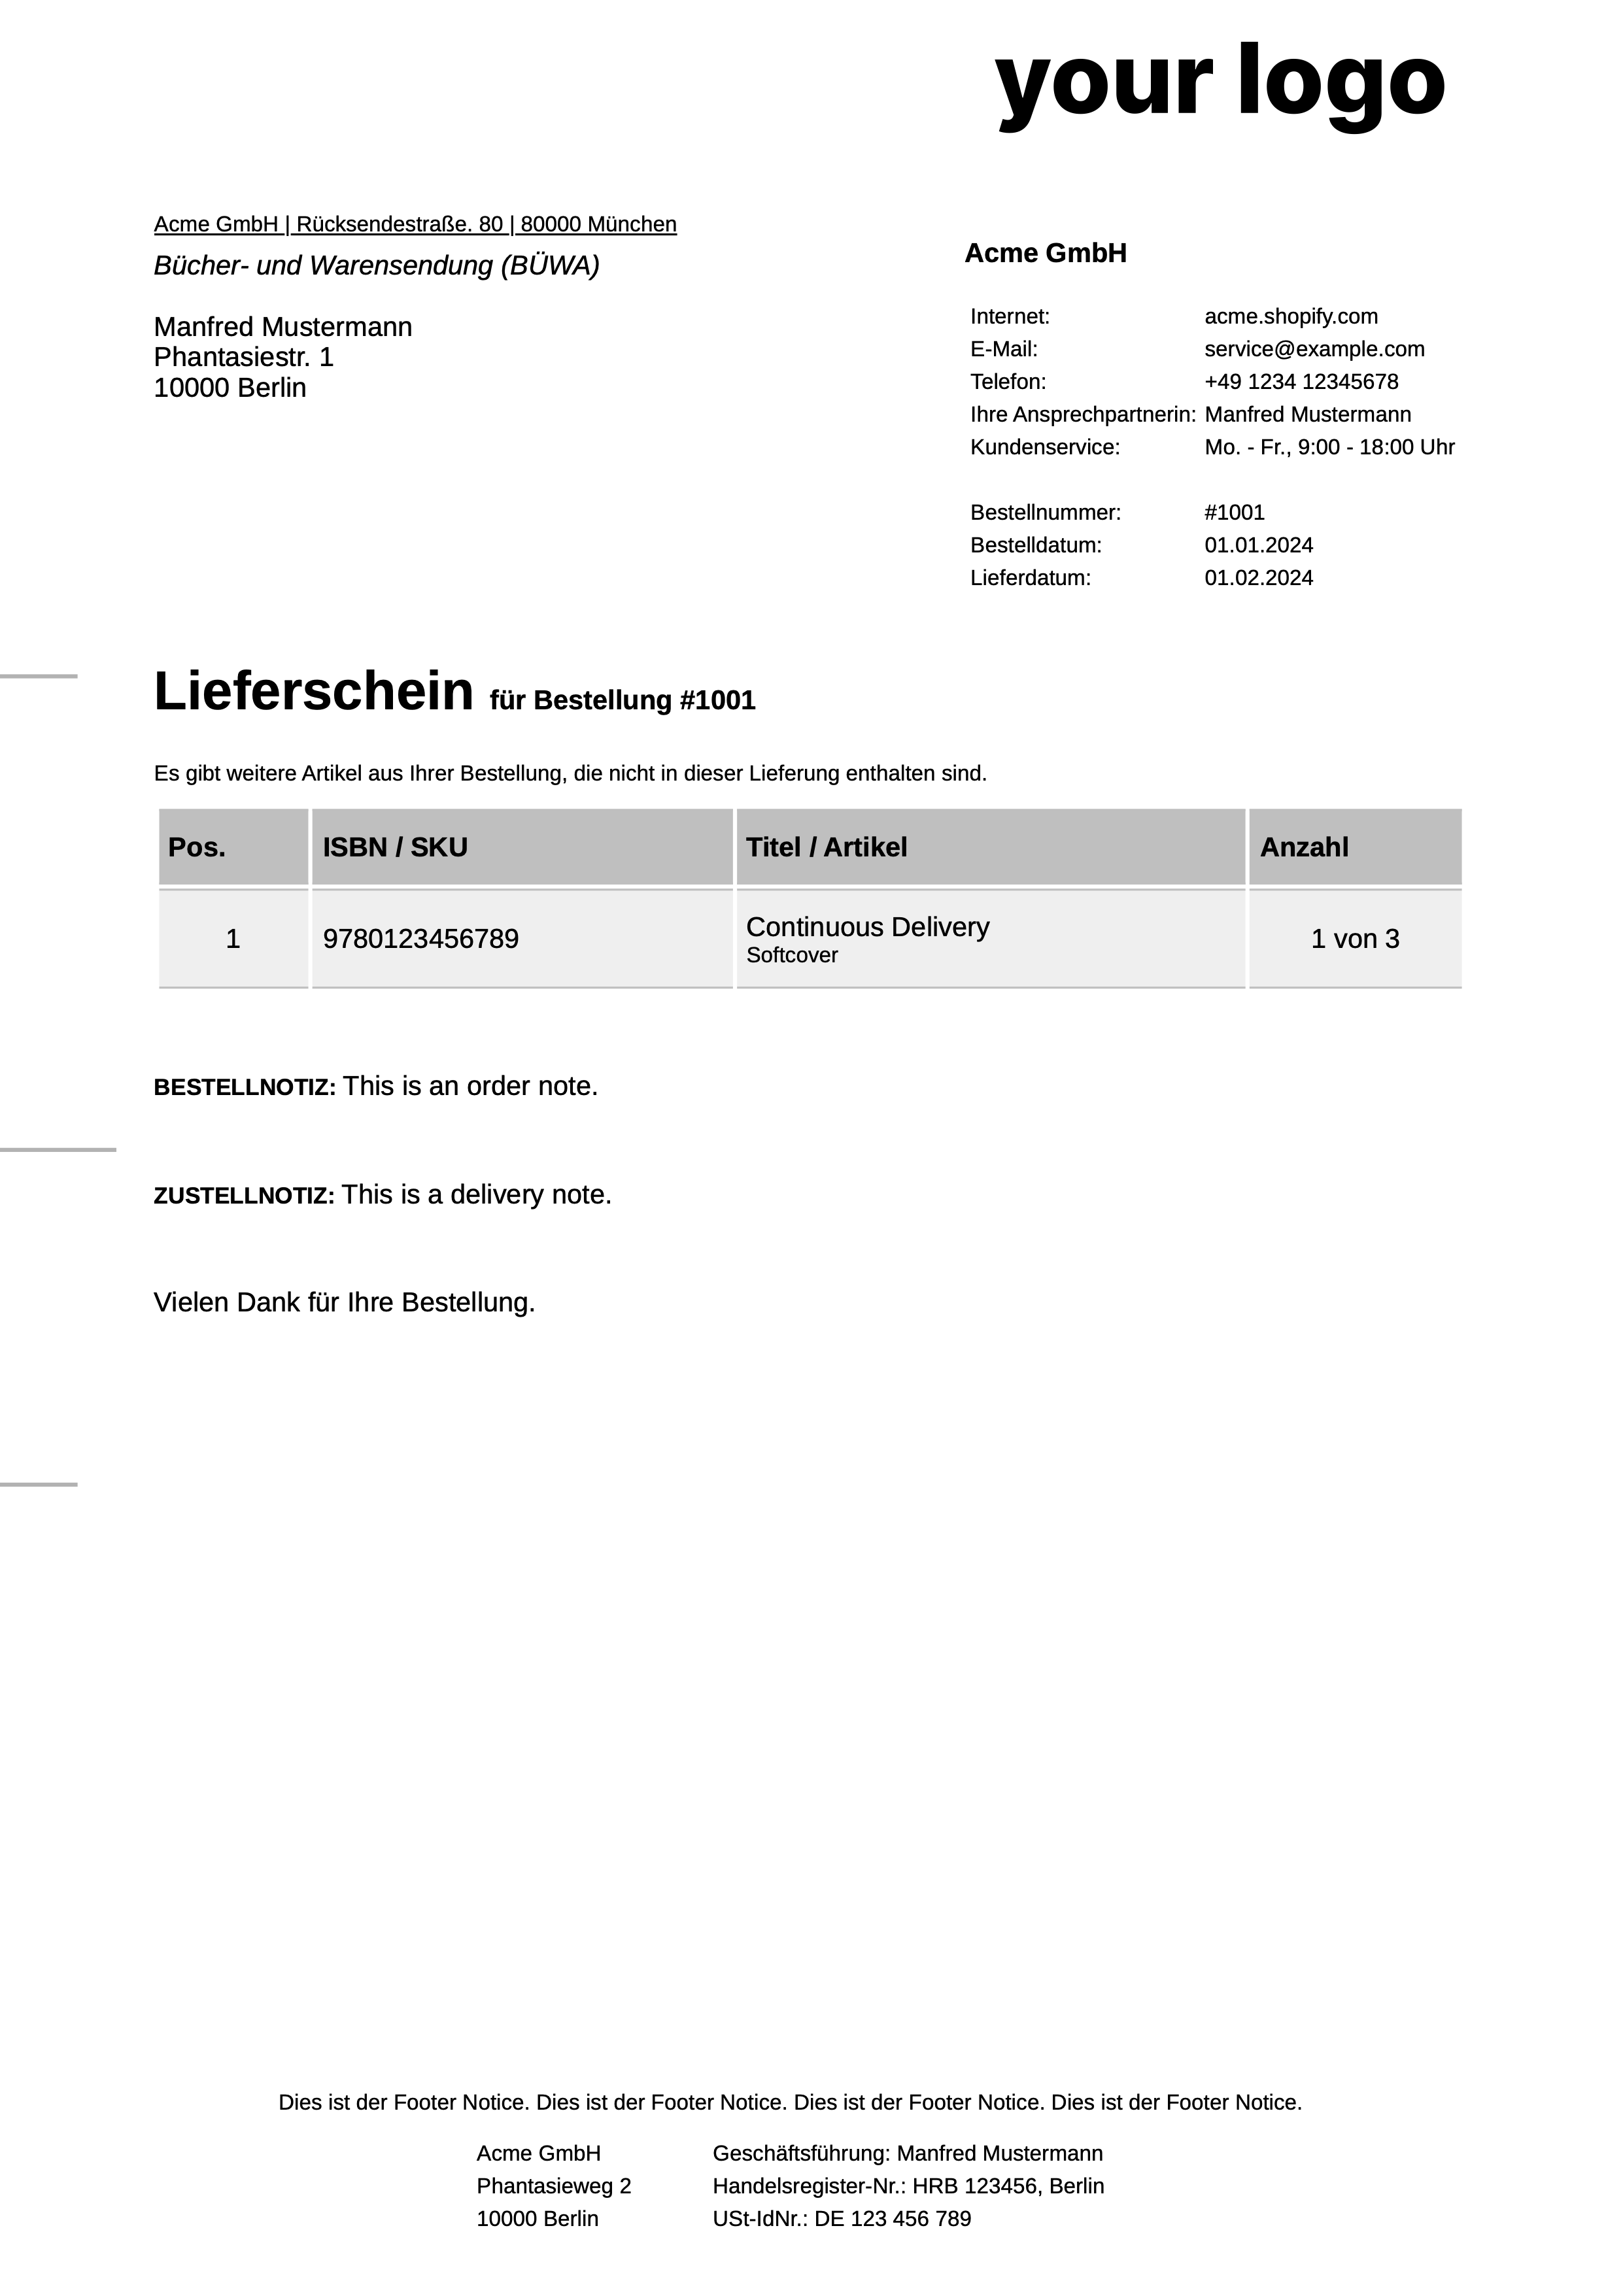 your logo
Acme GmbH | Rücksendestraße. 80 | 80000 München
Bücher- und Warensendung (BÜWA)
Manfred Mustermann
Phantasiestr. 1
10000 Berlin
Acme GmbH
Internet: acme.shopify.com
E-Mail: service@example.com
Telefon: +49 1234 12345678
Ihre Ansprechpartnerin: Manfred Mustermann
Kundenservice: Mo. - Fr., 9:00 - 18:00 Uhr
Bestellnummer: #1001
Bestelldatum: 01.01.2024
Lieferdatum: 01.02.2024
Lieferschein für Bestellung #1001
Es gibt weitere Artikel aus Ihrer Bestellung, die nicht in dieser Lieferung enthalten sind.
Pos. ISBN / SKU Titel / Artikel Anzahl
1 9780123456789 Continuous Delivery 1 von 3
Softcover
BESTELLNOTIZ: This is an order note.
ZUSTELLNOTIZ: This is a delivery note.
Vielen Dank für Ihre Bestellung.
Dies ist der Footer Notice. Dies ist der Footer Notice. Dies ist der Footer Notice. Dies ist der Footer Notice.
Acme GmbH Geschäftsführung: Manfred Mustermann
Phantasieweg 2 Handelsregister-Nr.: HRB 123456, Berlin
10000 Berlin USt-IdNr.: DE 123 456 789